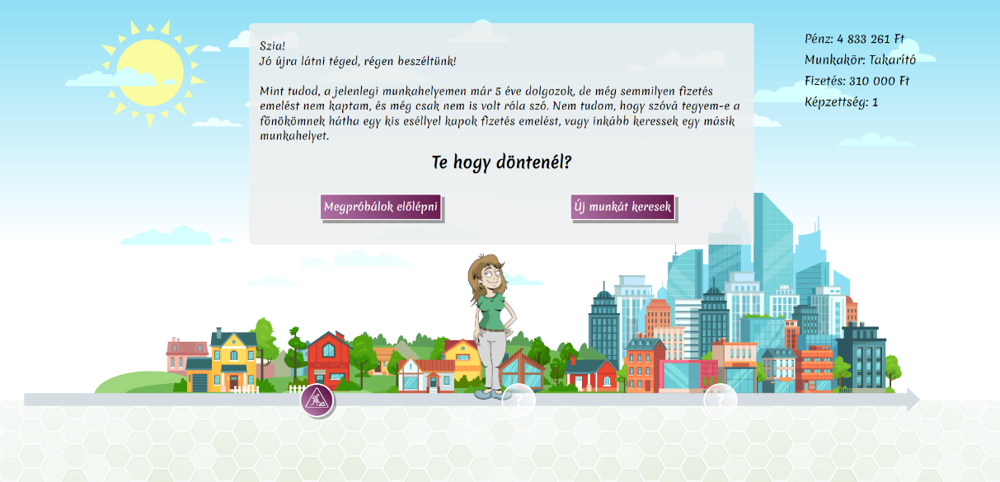 Szia!
Jó újra látni téged, régen beszéltünk!
Mint tudod, a jelenlegi munkahelyemen már 5 éve dolgozok, de még semmilyen fizetés
emelést nem kaptam, és még csak nem is volt róla szó. Nem tudom, hogy szóvá tegyem-e a
főnökömnek hátha egy kis eséllyel kapok fizetés emelést, vagy inkább keressek egy másik
munkahelyet.
Te hogy döntenél?
Megpróbálok előlépni
Új munkát keresek
Pénz: 4 833 261 Ft
Munkakör: Takarító
Fizetés: 310 000 Ft
Képzettség: 1
?
?